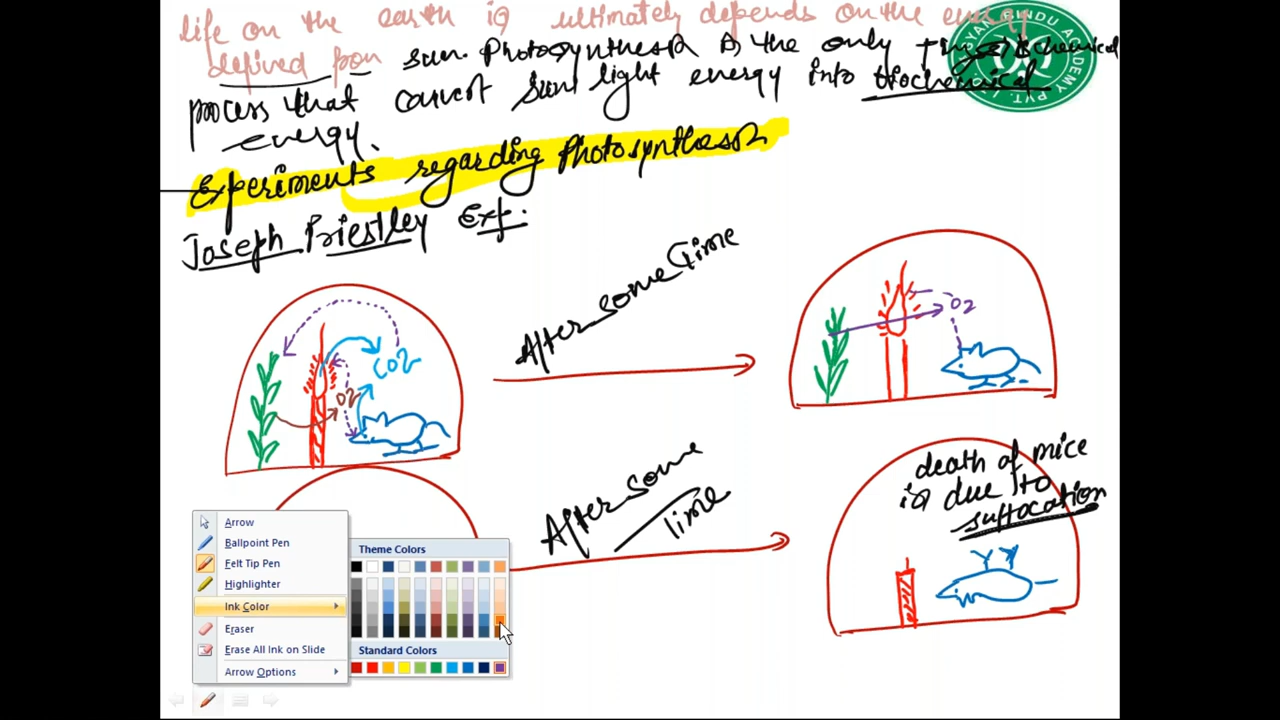 life on the earth is ultimately depends on the energy
defined from sun. Photosynthesis is the only
process that convert Sun light energy into biochemical
energy.
Experiments regarding Photosynthesis
Joseph Priestley Exp.
After some time
CO2
O2
O2
After some
time
death of mice
is due to
suffocation
Arrow
Ballpoint Pen
Felt Tip Pen
Highlighter
Ink Color
Eraser
Erase All Ink on Slide
Arrow Options
Theme Colors
Standard Colors